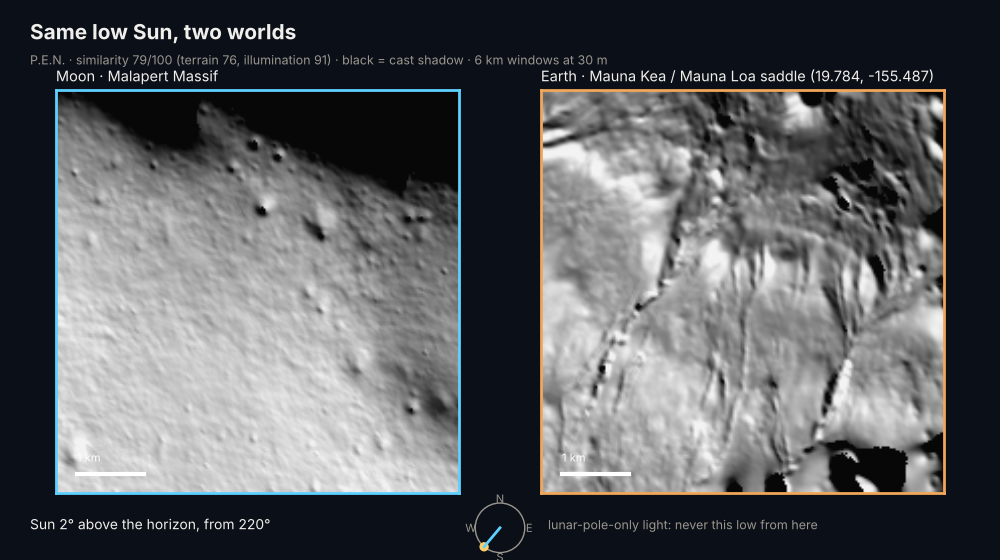 Same low Sun, two worlds
P.E.N. · similarity 79/100 (terrain 76, illumination 91) · black = cast shadow · 6 km windows at 30 m
Moon · Malapert Massif
Earth · Mauna Kea / Mauna Loa saddle (19.784, -155.487)
km
1 km
Sun 2° above the horizon, from 220°
N
W
E
S
lunar-pole-only light: never this low from here